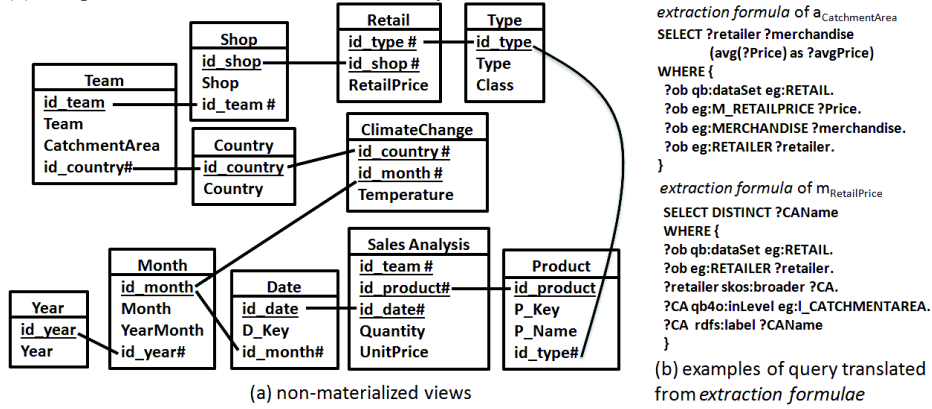 Shop
id_shop
Shop
id_team #
Retail
id_type #
id_shop #
RetailPrice
Type
id_type
Type
Class
Team
id_team
Team
CatchmentArea
id_country#
Country
id_country
Country
ClimateChange
id_country #
id_month #
Temperature
Year
id_year
Year
Month
id_month
Month
YearMonth
id_year#
Date
id_date
D_Key
id_month#
Sales Analysis
id_team #
id_product#
id_date#
Quantity
UnitPrice
Product
id_product
P_Key
P_Name
id_type#
(a) non-materialized views
extraction formula of aCatchmentArea
SELECT ?retailer ?merchandise
(avg(?Price) as ?avgPrice)
WHERE {
?ob qb:dataSet eg:RETAIL.
?ob eg:M_RETAILPRICE ?Price.
?ob eg:MERCHANDISE ?merchandise.
?ob eg:RETAILER ?retailer.
}
extraction formula of mRetailPrice
SELECT DISTINCT ?CAName
WHERE {
?ob qb:dataSet eg:RETAIL.
?ob eg:RETAILER ?retailer.
?retailer skos:broader ?CA.
?CA qb4o:inLevel eg:l_CATCHMENTAREA.
?CA rdfs:label ?CAName
}
(b) examples of query translated
from extraction formulae